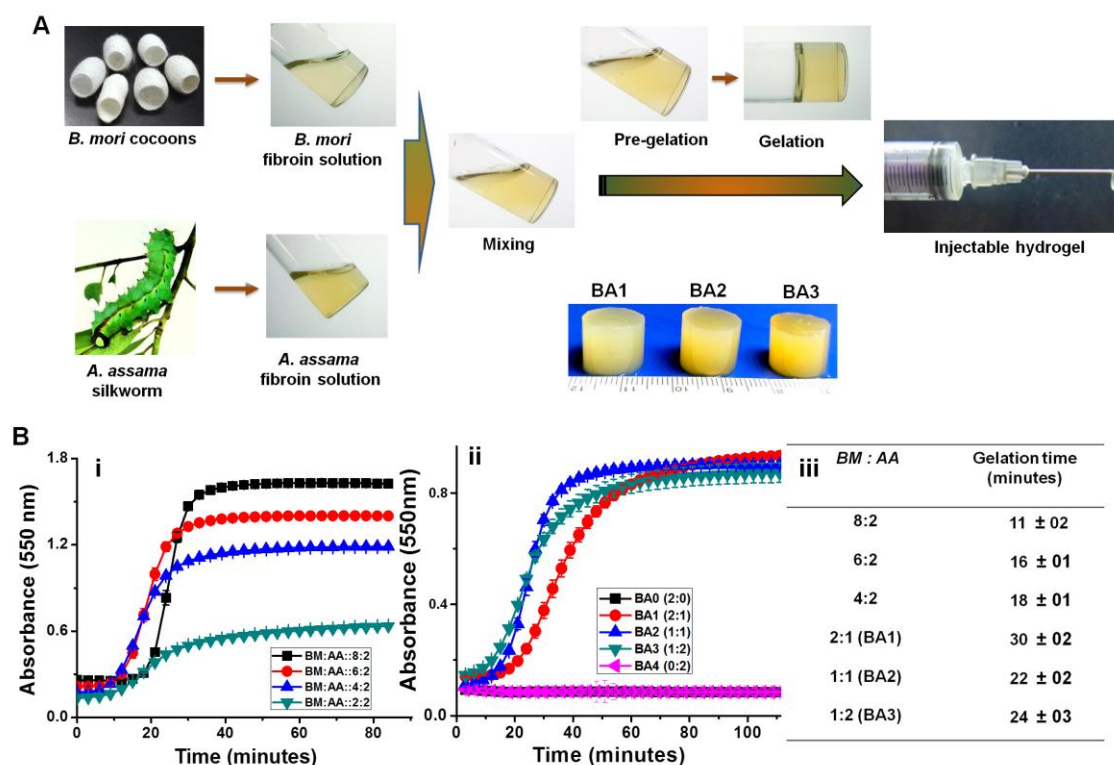 A
B. mori cocoons
B. mori
fibroin solution
Mixing
Pre-gelation
Gelation
Injectable hydrogel
A. assama
silkworm
A. assama
fibroin solution
BA1 BA2 BA3
12 11 10 9 8
B
i
Absorbance (550 nm)
1.8
1.2
0.6
0.0
0 20 40 60 80
Time (minutes)
BM:AA::8:2
BM:AA::6:2
BM:AA::4:2
BM:AA::2:2
ii
Absorbance (550nm)
0.8
0.4
0.0
0 20 40 60 80 100
Time (minutes)
BA0 (2:0)
BA1 (2:1)
BA2 (1:1)
BA3 (1:2)
BA4 (0:2)
iii
BM : AA Gelation time
(minutes)
8:2 11 ± 02
6:2 16 ± 01
4:2 18 ± 01
2:1 (BA1) 30 ± 02
1:1 (BA2) 22 ± 02
1:2 (BA3) 24 ± 03